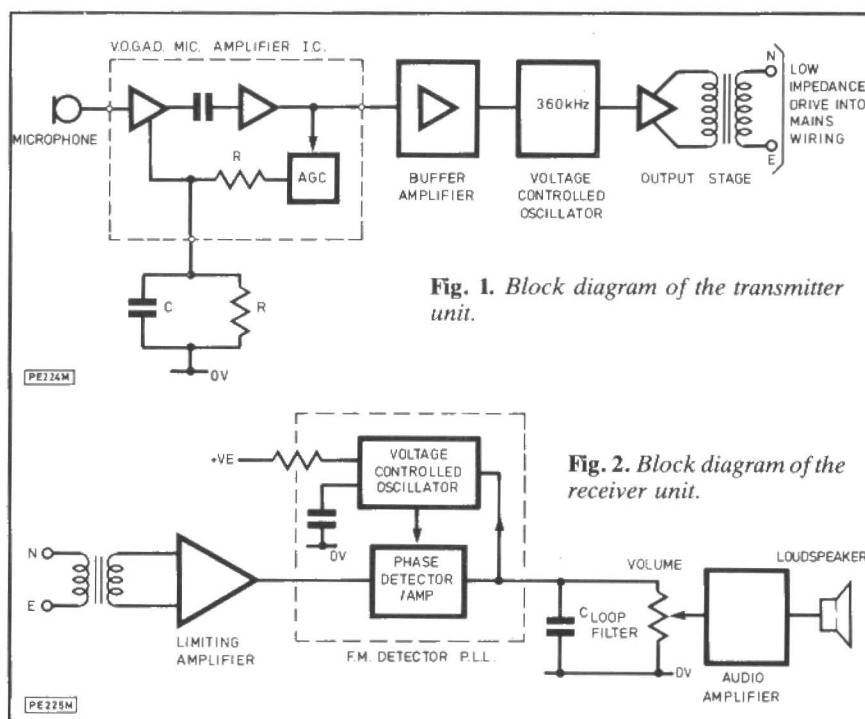 V.O.G.A.D. MIC. AMPLIFIER I.C.
MICROPHONE
R
AGC
C
R
0V
BUFFER
AMPLIFIER
360kHz
VOLTAGE
CONTROLLED
OSCILLATOR
OUTPUT STAGE
N
E
LOW
IMPEDANCE
DRIVE INTO
MAINS
WIRING
Fig. 1. Block diagram of the transmitter
unit.
PE224M
+VE
VOLTAGE
CONTROLLED
OSCILLATOR
0V
PHASE
DETECTOR
/AMP
Fig. 2. Block diagram of the
receiver unit.
N
E
LIMITING
AMPLIFIER
F.M. DETECTOR P.L.L.
C LOOP
FILTER
VOLUME
0V
AUDIO
AMPLIFIER
LOUDSPEAKER
PE225M